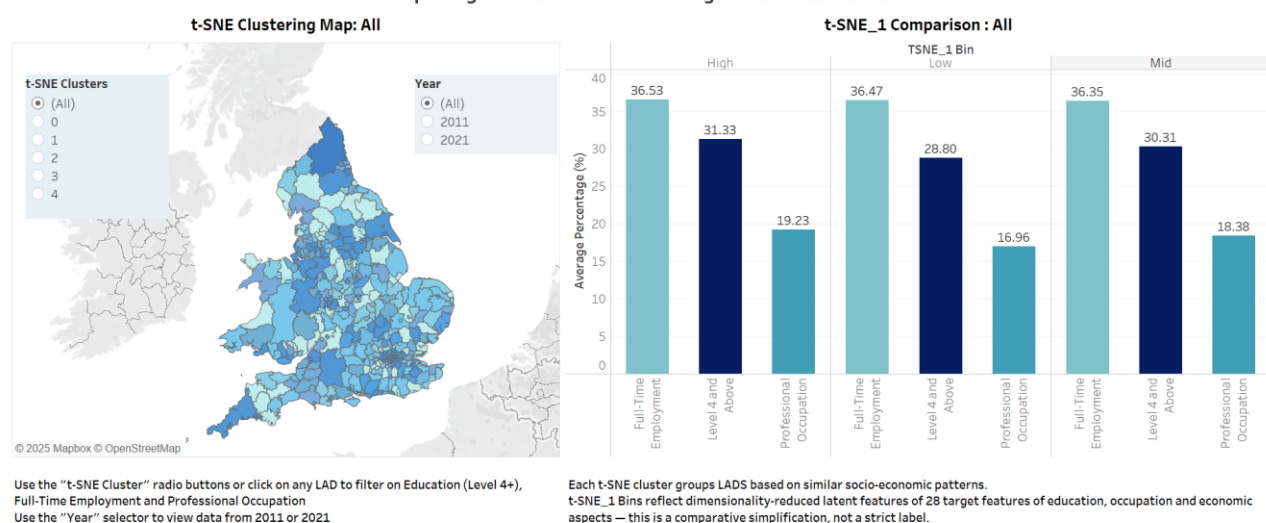 t-SNE Clustering Map: All
t-SNE Clusters
(All)
0
1
2
3
4
Year
(All)
2011
2021
© 2025 Mapbox © OpenStreetMap
Use the "t-SNE Cluster" radio buttons or click on any LAD to filter on Education (Level 4+),
Full-Time Employment and Professional Occupation
Use the "Year" selector to view data from 2011 or 2021
t-SNE_1 Comparison : All
TSNE_1 Bin
High
Low
Mid
Average Percentage (%)
40
35
30
25
20
15
10
5
0
36.53
31.33
19.23
36.47
28.80
16.96
36.35
30.31
18.38
Full-Time
Employment
Level 4 and
Above
Professional
Occupation
Full-Time
Employment
Level 4 and
Above
Professional
Occupation
Full-Time
Employment
Level 4 and
Above
Professional
Occupation
Each t-SNE cluster groups LADS based on similar socio-economic patterns.
t-SNE_1 Bins reflect dimensionality-reduced latent features of 28 target features of education, occupation and economic
aspects — this is a comparative simplification, not a strict label.